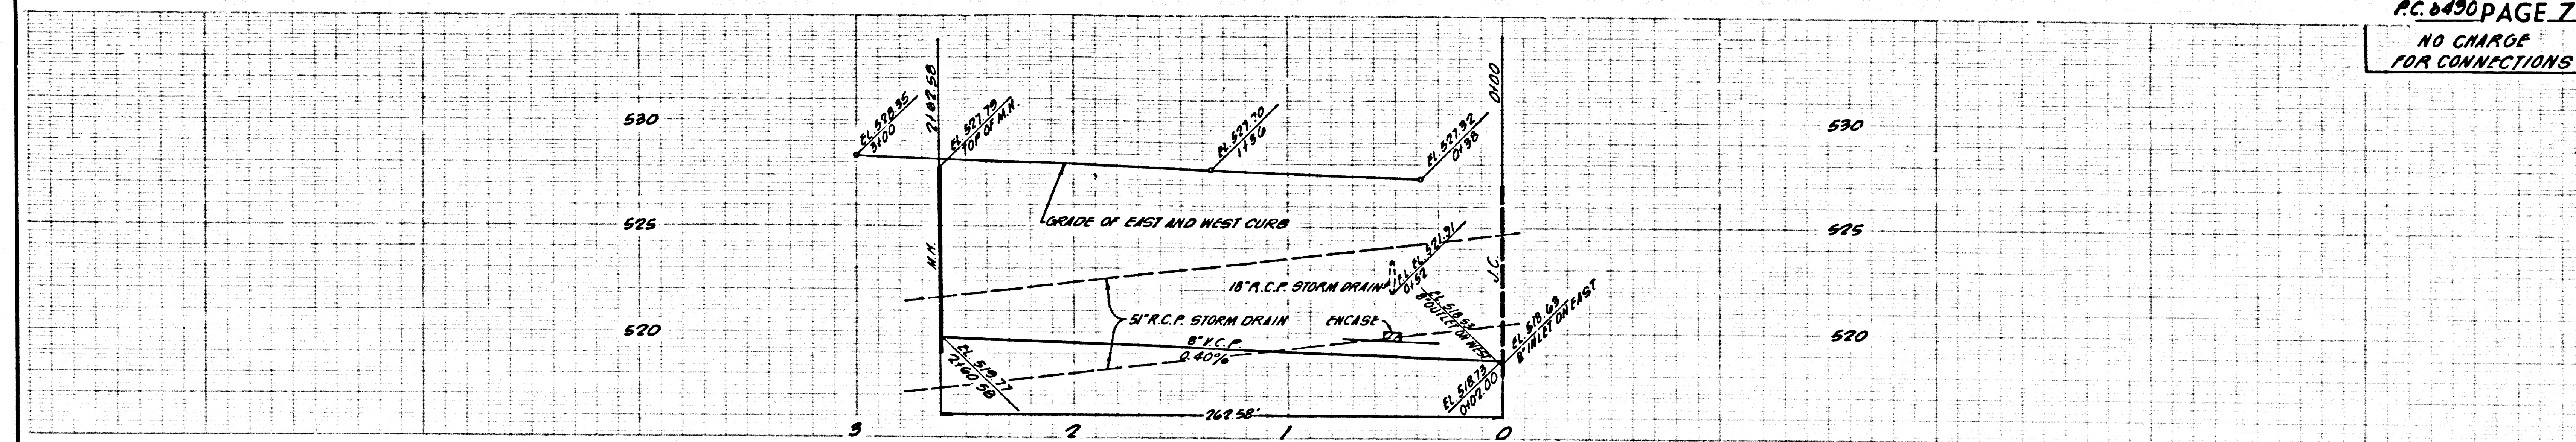 P.C. 6490 PAGE 7
NO CHARGE
FOR CONNECTIONS
530
525
520
EL. 528.35
3+00
2+62.58
EL. 527.79
TOP OF M.H.
EL. 527.70
1+36
EL. 527.32
0+38
0+00
530
525
520
GRADE OF EAST AND WEST CURB
M.H.
J.C.
18" R.C.P. STORM DRAIN
F.L. EL. 521.91
0+52
51" R.C.P. STORM DRAIN
ENCASE
8" V.C.P.
0.40%
EL. 518.53
8" OUTLET ON WEST
EL. 518.63
8" INLET ON EAST
EL. 519.77
2+60.58
EL. 518.73
0+02.00
262.58'
3
2
1
0